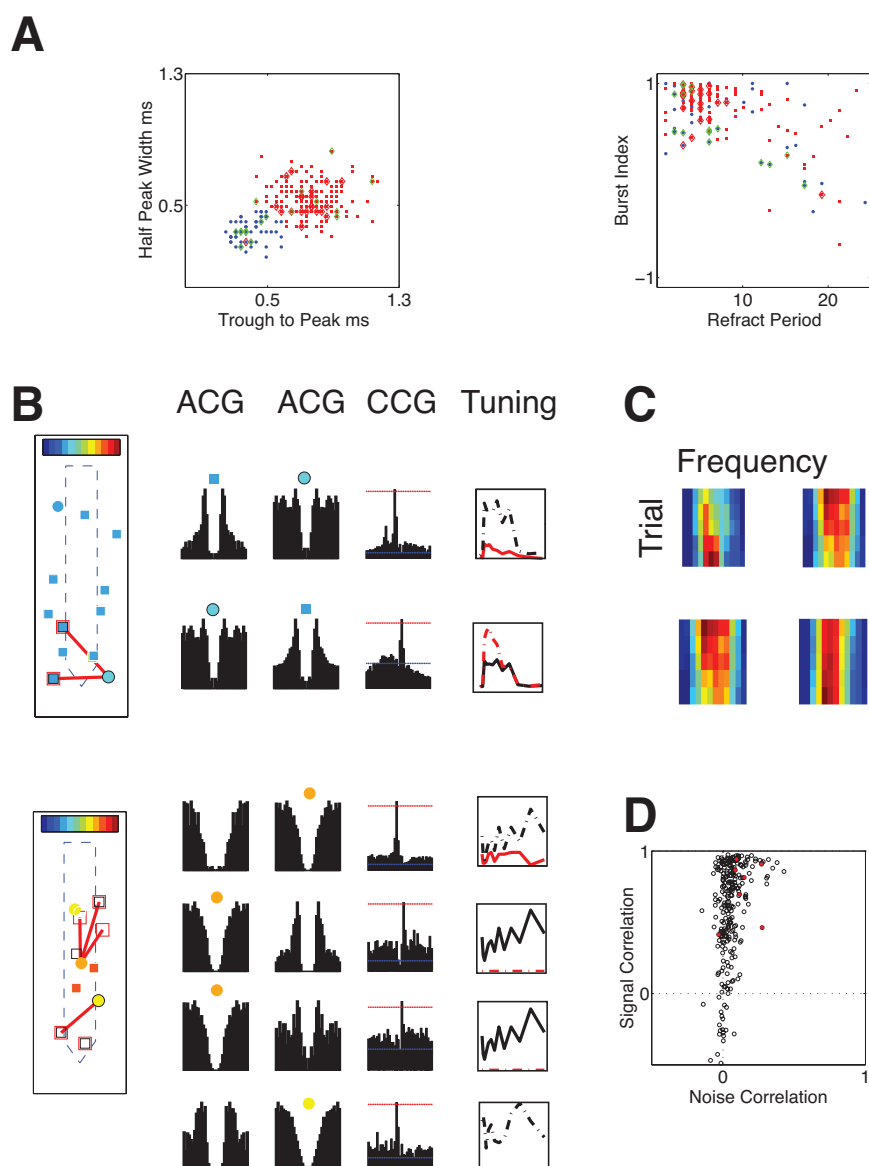 A
1.3
Half Peak Width ms
0.5
0.5
1.3
Trough to Peak ms
1
Burst Index
−1
10
20
Refract Period
B
ACG
ACG
CCG
Tuning
C
Frequency
Trial
D
1
Signal Correlation
0
0
1
Noise Correlation